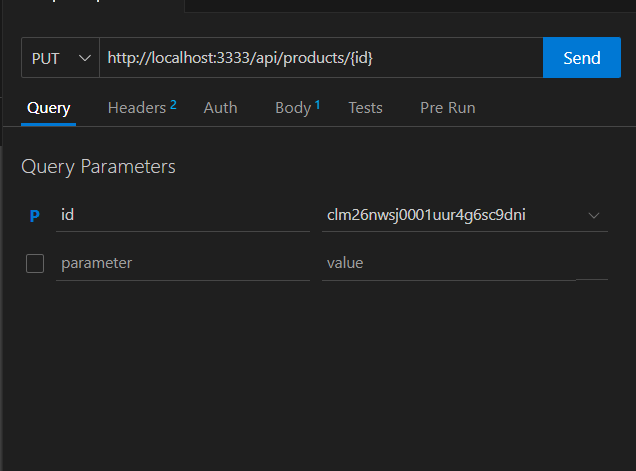 PUT http://localhost:3333/api/products/{id} Send
Query Headers 2 Auth Body 1 Tests Pre Run
Query Parameters
P id clm26nwsj0001uur4g6sc9dni
parameter value